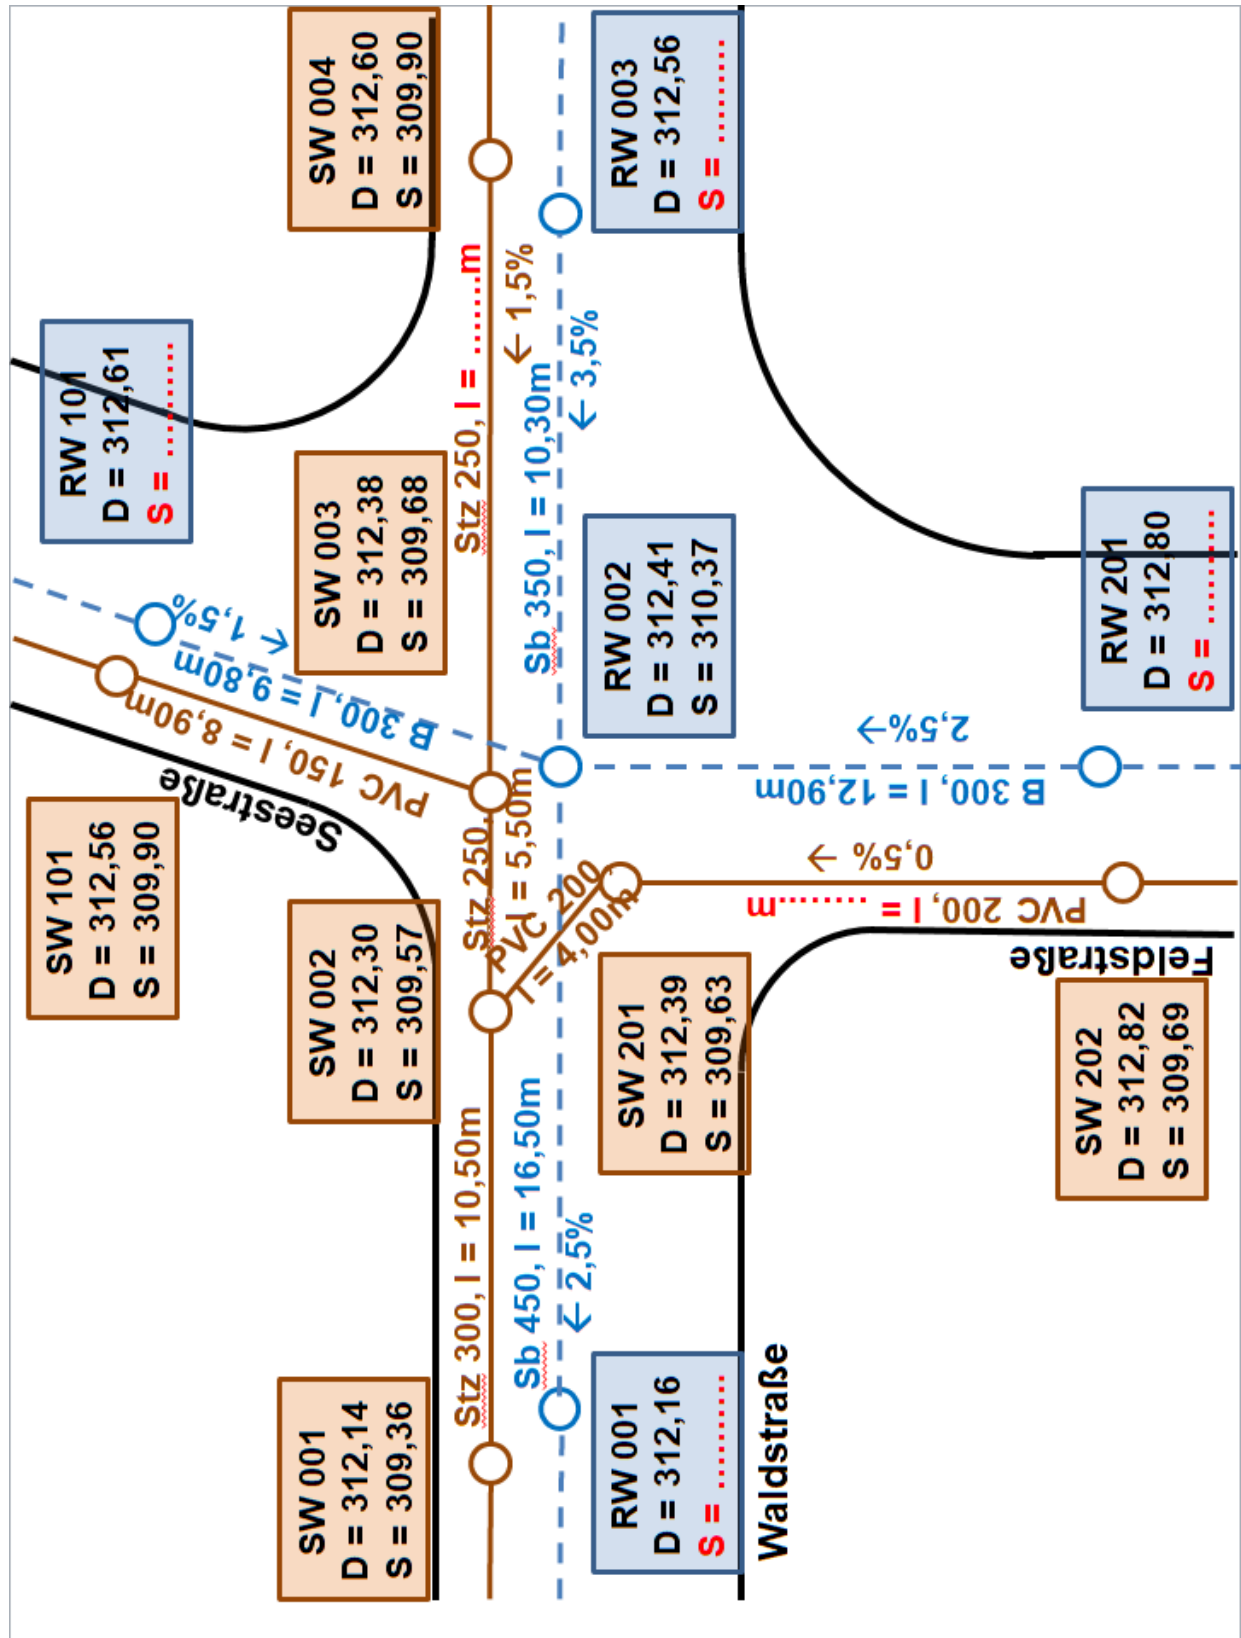 SW 004
D = 312,60
S = 309,90
RW 003
D = 312,56
S = ..........
RW 101
D = 312,61
S = ...........
Stz 250, l = ........m
← 1,5%
Sb 350, l = 10,30m
← 3,5%
SW 003
D = 312,38
S = 309,68
RW 002
D = 312,41
S = 310,37
RW 201
D = 312,80
S = ...........
← 1,5%
B 300, l = 9,80m
PVC 150, l = 8,90m
Seestraße
2,5% →
B 300, l = 12,90m
SW 101
D = 312,56
S = 309,90
SW 002
D = 312,30
S = 309,57
Stz 250,
l = 5,50m
PVC 200,
l = 4,00m
0,5% →
PVC 200, l = .........m
Feldstraße
SW 201
D = 312,39
S = 309,63
SW 202
D = 312,82
S = 309,69
Stz 300, l = 10,50m
Sb 450, l = 16,50m
← 2,5%
SW 001
D = 312,14
S = 309,36
RW 001
D = 312,16
S = ...........
Waldstraße